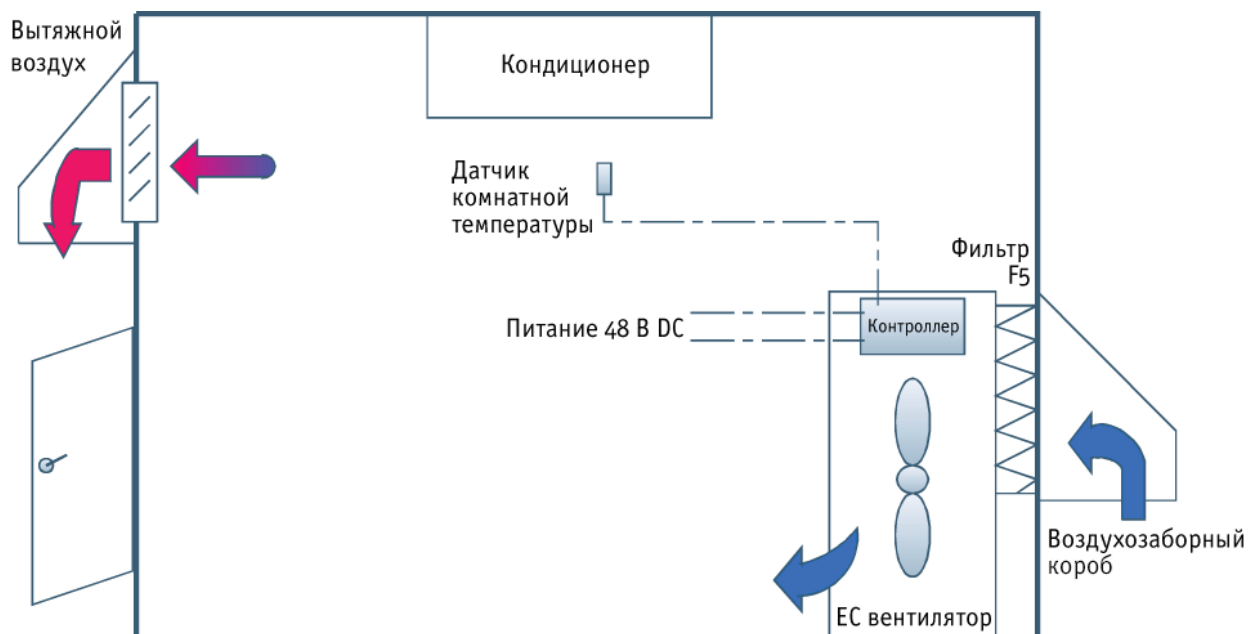 Вытяжной
воздух
Кондиционер
Датчик
комнатной
температуры
Фильтр
F5
Питание 48 В DC
Контроллер
Воздухозаборный
короб
ЕС вентилятор